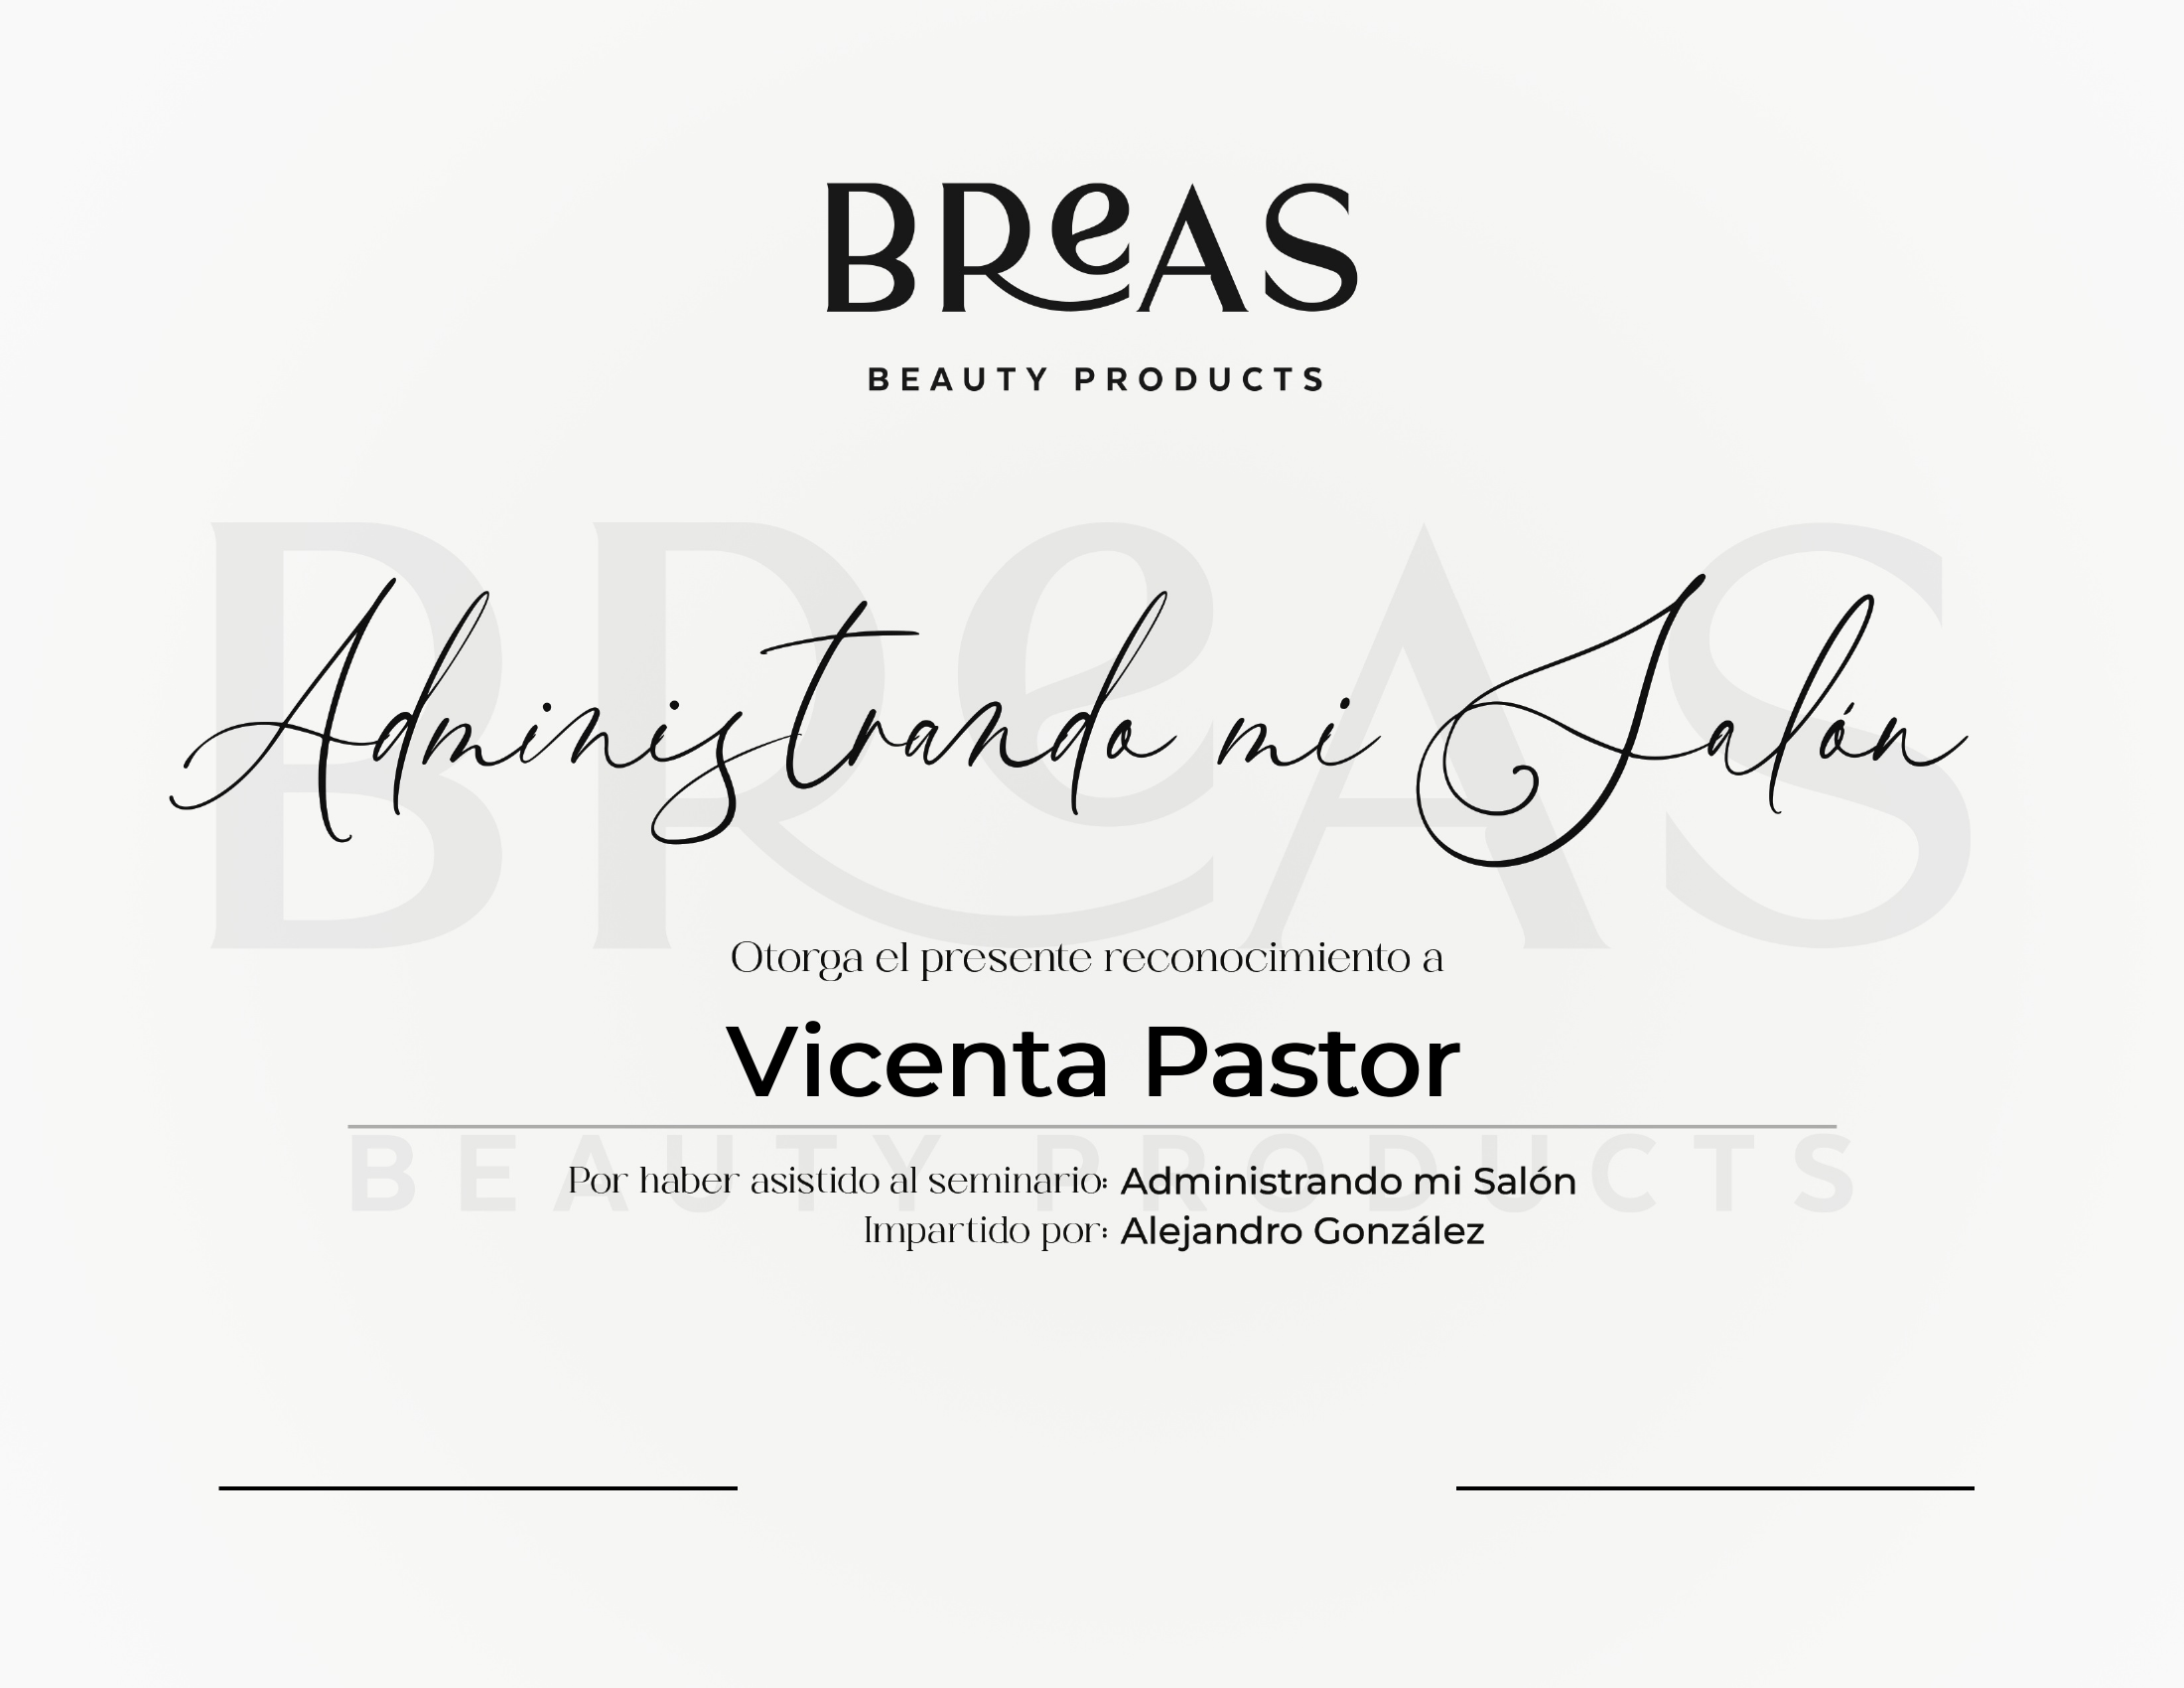 BREAS
BEAUTY PRODUCTS
BREAS
Administrando mi Salón
Otorga el presente reconocimiento a
Vicenta Pastor
BEAUTY PRODUCTS
Por haber asistido al seminario: Administrando mi Salón
Impartido por: Alejandro González